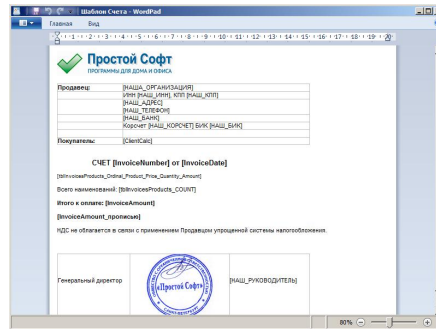 Шаблон Счета - WordPad
Главная Вид
Простой Софт
ПРОГРАММЫ ДЛЯ ДОМА И ОФИСА
Продавец: [НАША_ОРГАНИЗАЦИЯ]
ИНН [НАШ_ИНН], КПП [НАШ_КПП]
[НАШ_АДРЕС]
[НАШ_ТЕЛЕФОН]
[НАШ_БАНК]
Корсчет [НАШ_КОРСЧЕТ] БИК [НАШ_БИК]
Покупатель: [ClientCalc]
СЧЕТ [InvoiceNumber] от [InvoiceDate]
[tblInvoicesProducts_Ordinal_Product_Price_Quantity_Amount]
Всего наименований: [tblInvoicesProducts_COUNT]
Итого к оплате: [InvoiceAmount]
[InvoiceAmount_прописью]
НДС не облагается в связи с применением Продавцом упрощенной системы налогообложения.
Генеральный директор
«Простой Софт»
САНКТ-ПЕТЕРБУРГ
[НАШ_РУКОВОДИТЕЛЬ]
80%